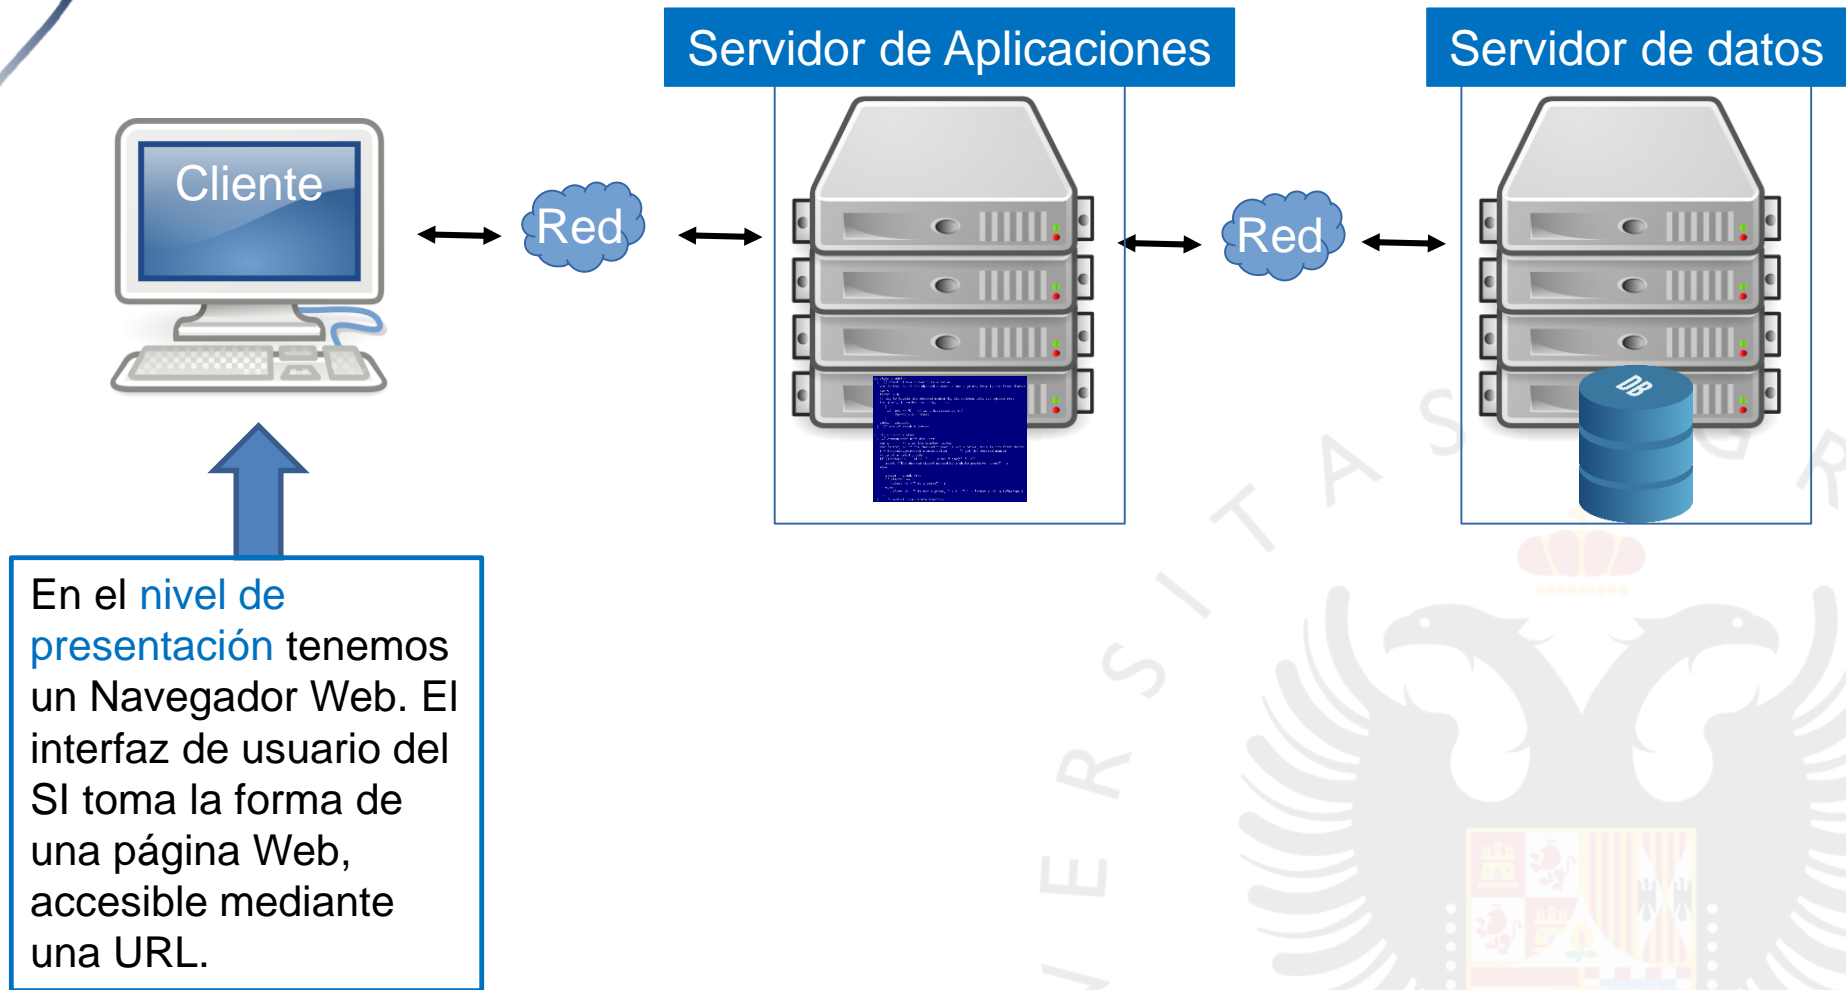 Servidor de Aplicaciones
Servidor de datos
Cliente
Red
Red
DB
En el nivel de
presentación tenemos
un Navegador Web. El
interfaz de usuario del
SI toma la forma de
una página Web,
accesible mediante
una URL.